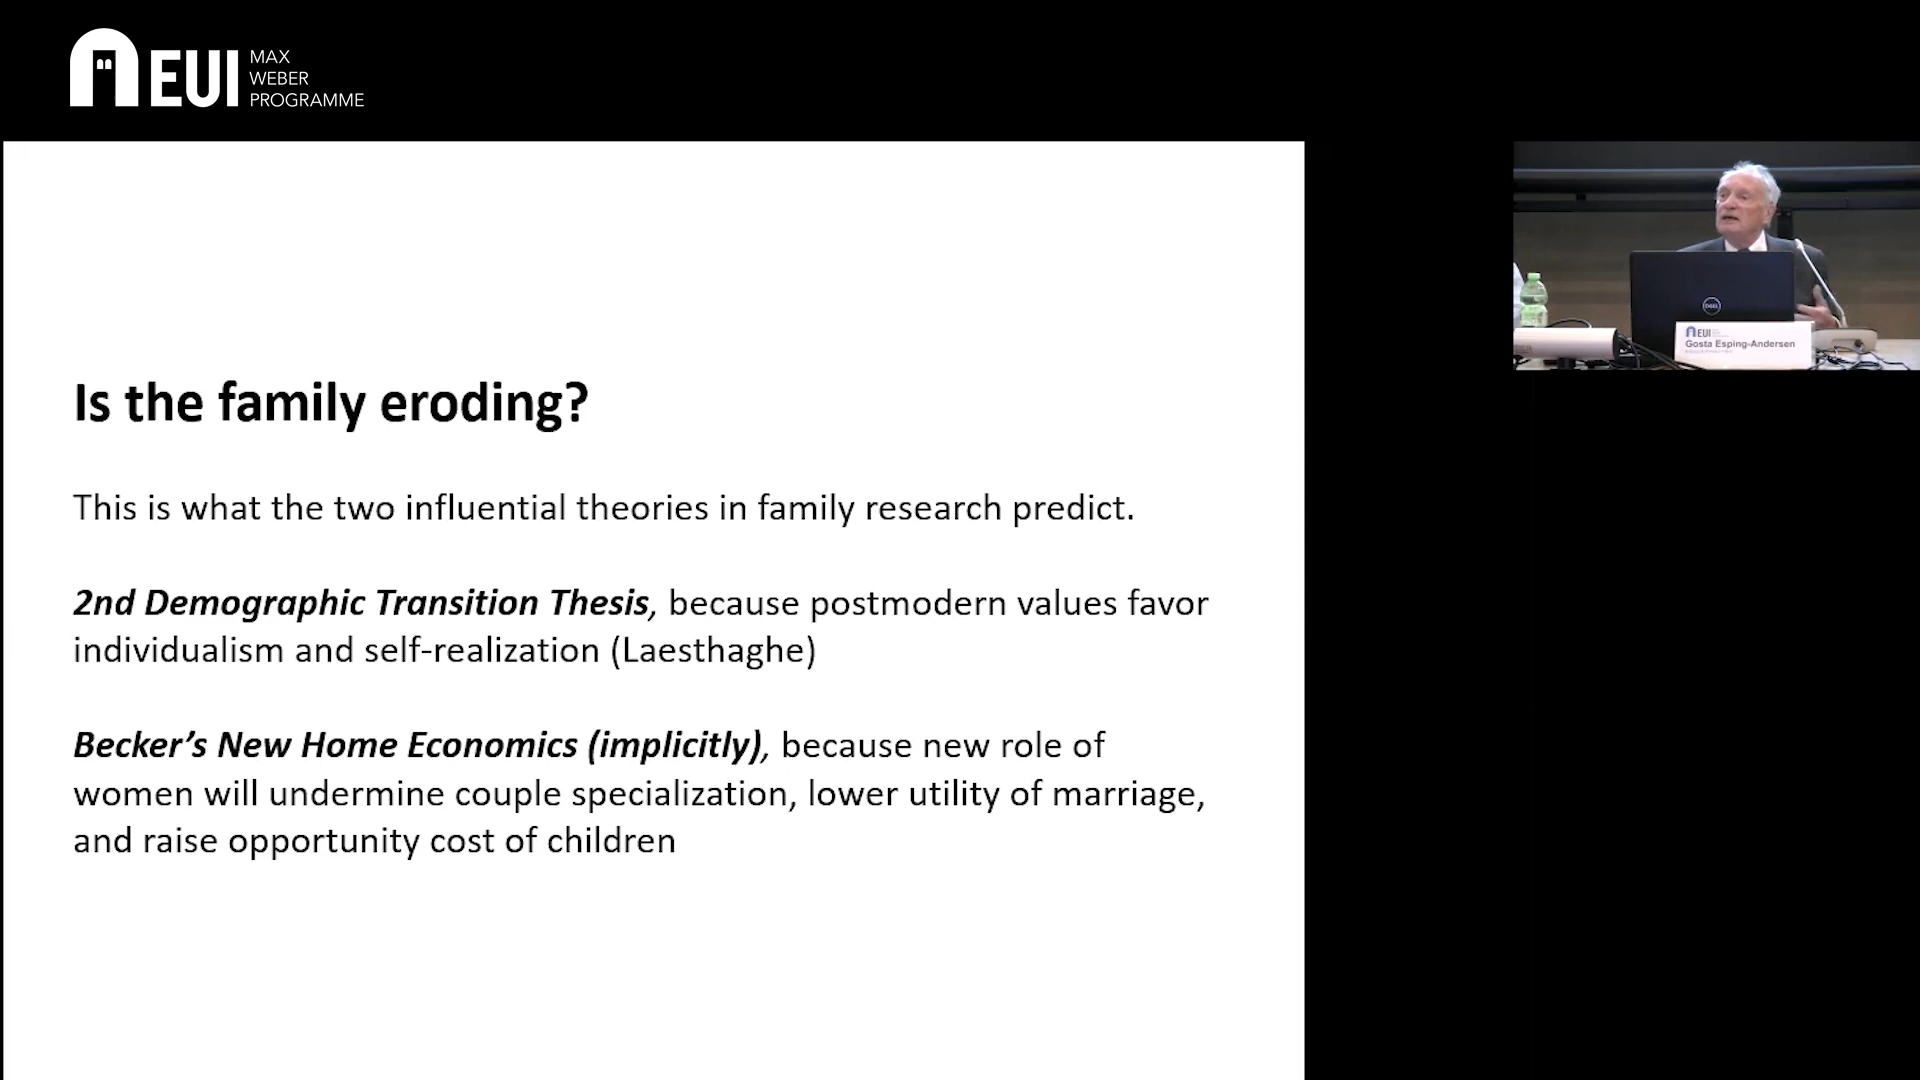 EUI
MAX
WEBER
PROGRAMME
Is the family eroding?
This is what the two influential theories in family research predict.
2nd Demographic Transition Thesis, because postmodern values favor
individualism and self-realization (Laesthaghe)
Becker’s New Home Economics (implicitly), because new role of
women will undermine couple specialization, lower utility of marriage,
and raise opportunity cost of children
DELL
EUI
Gosta Esping-Andersen